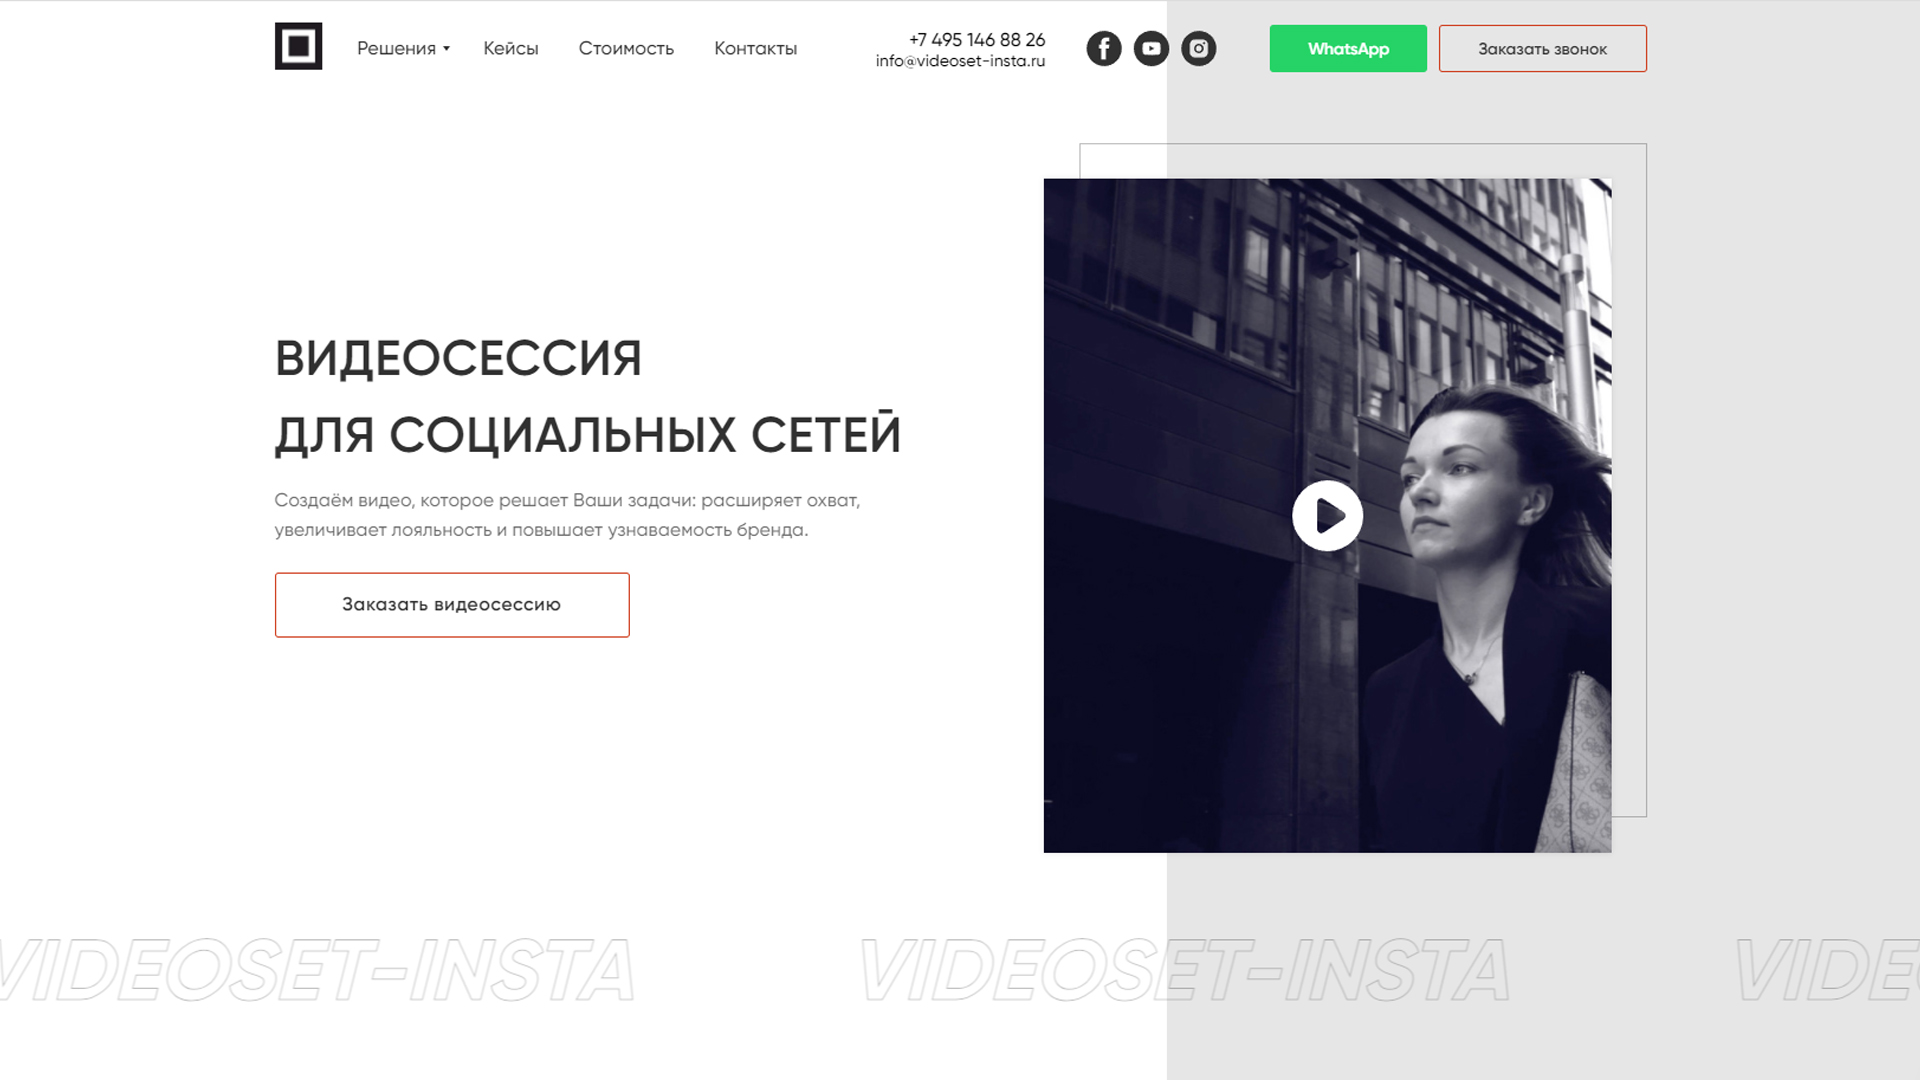 Решения
Кейсы
Стоимость
Контакты
+7 495 146 88 26
info@videoset-insta.ru
WhatsApp
Заказать звонок
ВИДЕОСЕССИЯ
ДЛЯ СОЦИАЛЬНЫХ СЕТЕЙ
Создаём видео, которое решает Ваши задачи: расширяет охват,
увеличивает лояльность и повышает узнаваемость бренда.
Заказать видеосессию
VIDEOSET-INSTA VIDEOSET-INSTA VIDE